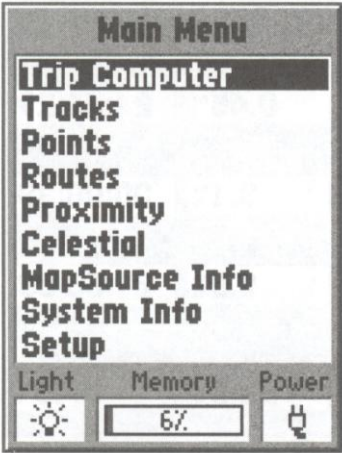 Main Menu
Trip Computer
Tracks
Points
Routes
Proximity
Celestial
MapSource Info
System Info
Setup
Light Memory Power
6%